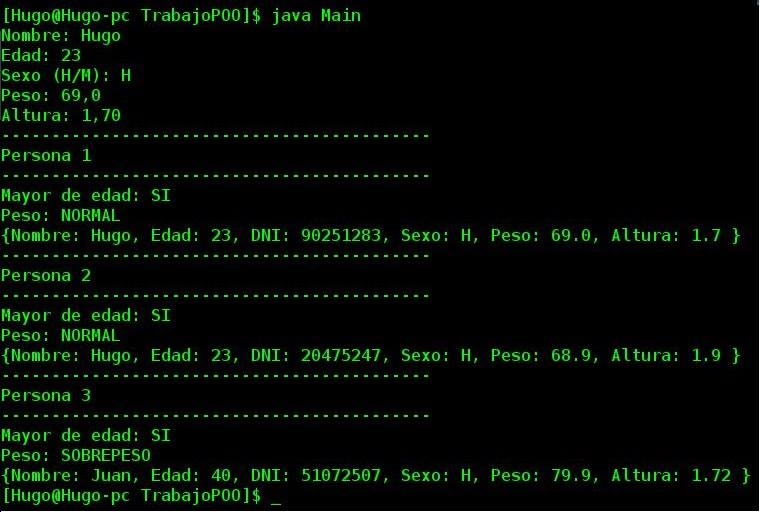 [Hugo@Hugo-pc TrabajoPOO]$ java Main
Nombre: Hugo
Edad: 23
Sexo (H/M): H
Peso: 69,0
Altura: 1,70
-------------------------------------------
Persona 1
-------------------------------------------
Mayor de edad: SI
Peso: NORMAL
{Nombre: Hugo, Edad: 23, DNI: 90251283, Sexo: H, Peso: 69.0, Altura: 1.7 }
-------------------------------------------
Persona 2
-------------------------------------------
Mayor de edad: SI
Peso: NORMAL
{Nombre: Hugo, Edad: 23, DNI: 20475247, Sexo: H, Peso: 68.9, Altura: 1.9 }
-------------------------------------------
Persona 3
-------------------------------------------
Mayor de edad: SI
Peso: SOBREPESO
{Nombre: Juan, Edad: 40, DNI: 51072507, Sexo: H, Peso: 79.9, Altura: 1.72 }
[Hugo@Hugo-pc TrabajoPOO]$ _